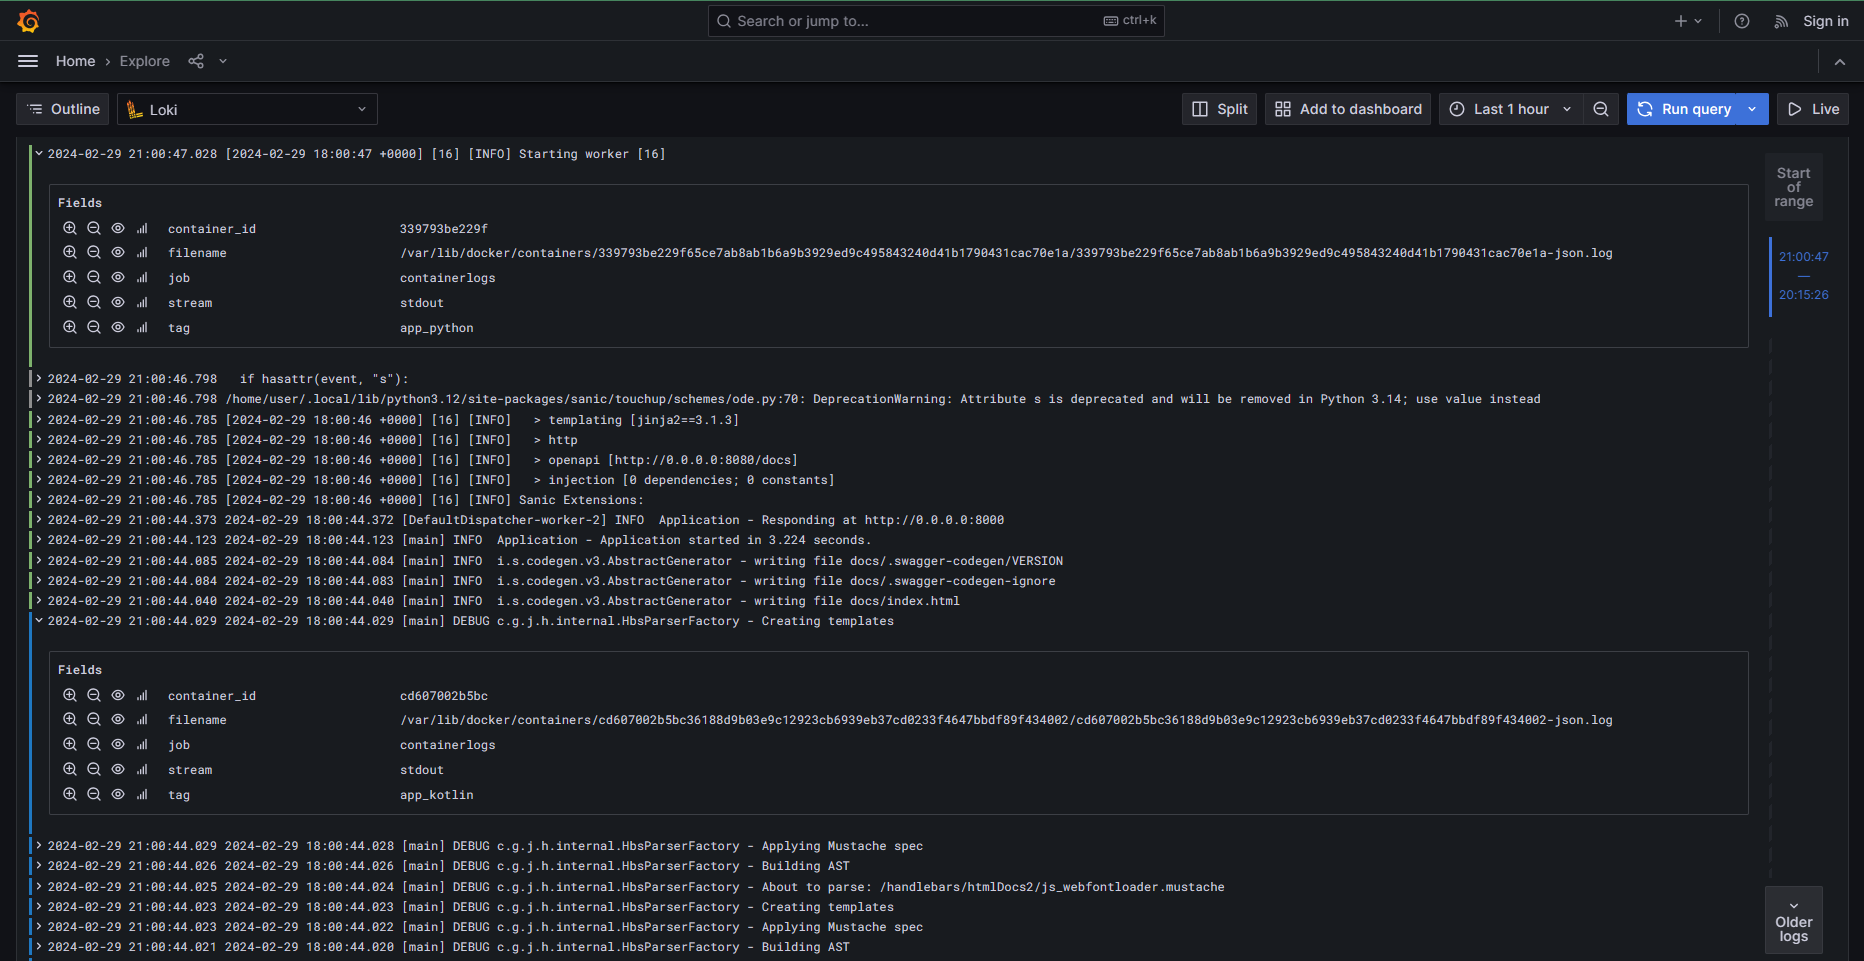 Search or jump to...
ctrl+k
Sign in
Home › Explore
Outline
Loki
Split
Add to dashboard
Last 1 hour
Run query
Live
2024-02-29 21:00:47.028 [2024-02-29 18:00:47 +0000] [16] [INFO] Starting worker [16]
Fields
container_id 339793be229f
filename /var/lib/docker/containers/339793be229f65ce7ab8ab1b6a9b3929ed9c495843240d41b1790431cac70e1a/339793be229f65ce7ab8ab1b6a9b3929ed9c495843240d41b1790431cac70e1a-json.log
job containerlogs
stream stdout
tag app_python
2024-02-29 21:00:46.798   if hasattr(event, "s"):
2024-02-29 21:00:46.798 /home/user/.local/lib/python3.12/site-packages/sanic/touchup/schemes/ode.py:70: DeprecationWarning: Attribute s is deprecated and will be removed in Python 3.14; use value instead
2024-02-29 21:00:46.785 [2024-02-29 18:00:46 +0000] [16] [INFO]   > templating [jinja2==3.1.3]
2024-02-29 21:00:46.785 [2024-02-29 18:00:46 +0000] [16] [INFO]   > http
2024-02-29 21:00:46.785 [2024-02-29 18:00:46 +0000] [16] [INFO]   > openapi [http://0.0.0.0:8080/docs]
2024-02-29 21:00:46.785 [2024-02-29 18:00:46 +0000] [16] [INFO]   > injection [0 dependencies; 0 constants]
2024-02-29 21:00:46.785 [2024-02-29 18:00:46 +0000] [16] [INFO] Sanic Extensions:
2024-02-29 21:00:44.373 2024-02-29 18:00:44.372 [DefaultDispatcher-worker-2] INFO  Application - Responding at http://0.0.0.0:8000
2024-02-29 21:00:44.123 2024-02-29 18:00:44.123 [main] INFO  Application - Application started in 3.224 seconds.
2024-02-29 21:00:44.085 2024-02-29 18:00:44.084 [main] INFO  i.s.codegen.v3.AbstractGenerator - writing file docs/.swagger-codegen/VERSION
2024-02-29 21:00:44.084 2024-02-29 18:00:44.083 [main] INFO  i.s.codegen.v3.AbstractGenerator - writing file docs/.swagger-codegen-ignore
2024-02-29 21:00:44.040 2024-02-29 18:00:44.040 [main] INFO  i.s.codegen.v3.AbstractGenerator - writing file docs/index.html
2024-02-29 21:00:44.029 2024-02-29 18:00:44.029 [main] DEBUG c.g.j.h.internal.HbsParserFactory - Creating templates
Fields
container_id cd607002b5bc
filename /var/lib/docker/containers/cd607002b5bc36188d9b03e9c12923cb6939eb37cd0233f4647bbdf89f434002/cd607002b5bc36188d9b03e9c12923cb6939eb37cd0233f4647bbdf89f434002-json.log
job containerlogs
stream stdout
tag app_kotlin
2024-02-29 21:00:44.029 2024-02-29 18:00:44.028 [main] DEBUG c.g.j.h.internal.HbsParserFactory - Applying Mustache spec
2024-02-29 21:00:44.026 2024-02-29 18:00:44.026 [main] DEBUG c.g.j.h.internal.HbsParserFactory - Building AST
2024-02-29 21:00:44.025 2024-02-29 18:00:44.024 [main] DEBUG c.g.j.h.internal.HbsParserFactory - About to parse: /handlebars/htmlDocs2/js_webfontloader.mustache
2024-02-29 21:00:44.023 2024-02-29 18:00:44.023 [main] DEBUG c.g.j.h.internal.HbsParserFactory - Creating templates
2024-02-29 21:00:44.023 2024-02-29 18:00:44.022 [main] DEBUG c.g.j.h.internal.HbsParserFactory - Applying Mustache spec
2024-02-29 21:00:44.021 2024-02-29 18:00:44.020 [main] DEBUG c.g.j.h.internal.HbsParserFactory - Building AST
Start
of
range
21:00:47
—
20:15:26
Older
logs